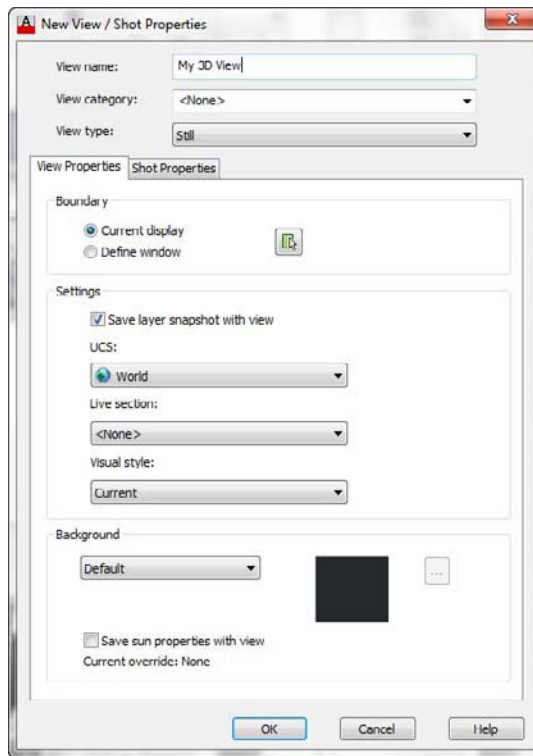 A New View / Shot Properties
View name: My 3D View
View category: <None>
View type: Still
View Properties Shot Properties
Boundary
Current display
Define window
Settings
Save layer snapshot with view
UCS:
World
Live section:
<None>
Visual style:
Current
Background
Default
...
Save sun properties with view
Current override: None
OK Cancel Help